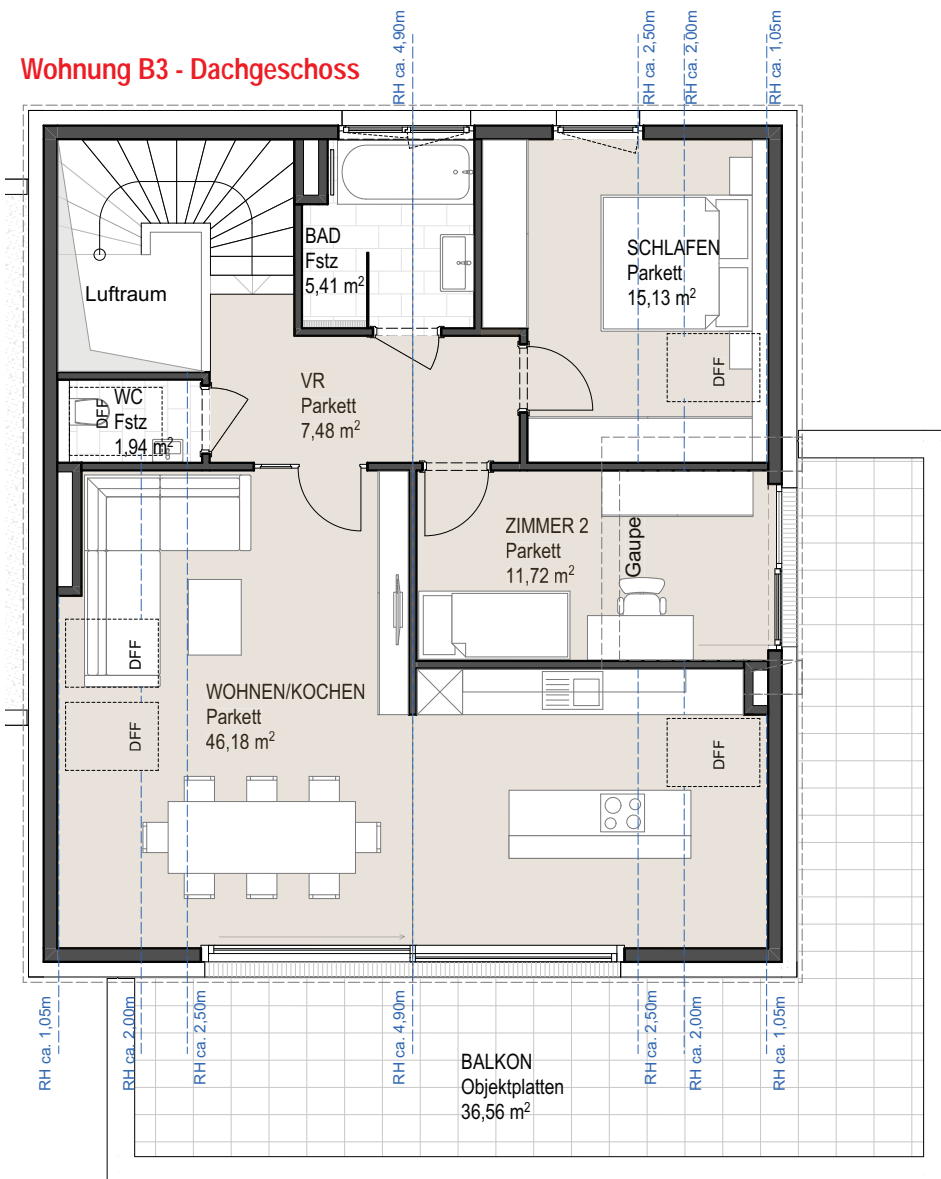 Wohnung B3 - Dachgeschoss
RH ca. 4,90m
RH ca. 2,50m
RH ca. 2,00m
RH ca. 1,05m
BAD
Fstz
5,41 m²
SCHLAFEN
Parkett
15,13 m²
Luftraum
DFF
WC
Fstz
1,94 m²
DFF
VR
Parkett
7,48 m²
ZIMMER 2
Parkett
11,72 m²
Gaupe
DFF
WOHNEN/KOCHEN
Parkett
46,18 m²
DFF
DFF
RH ca. 1,05m
RH ca. 2,00m
RH ca. 2,50m
RH ca. 4,90m
RH ca. 2,50m
RH ca. 2,00m
RH ca. 1,05m
BALKON
Objektplatten
36,56 m²